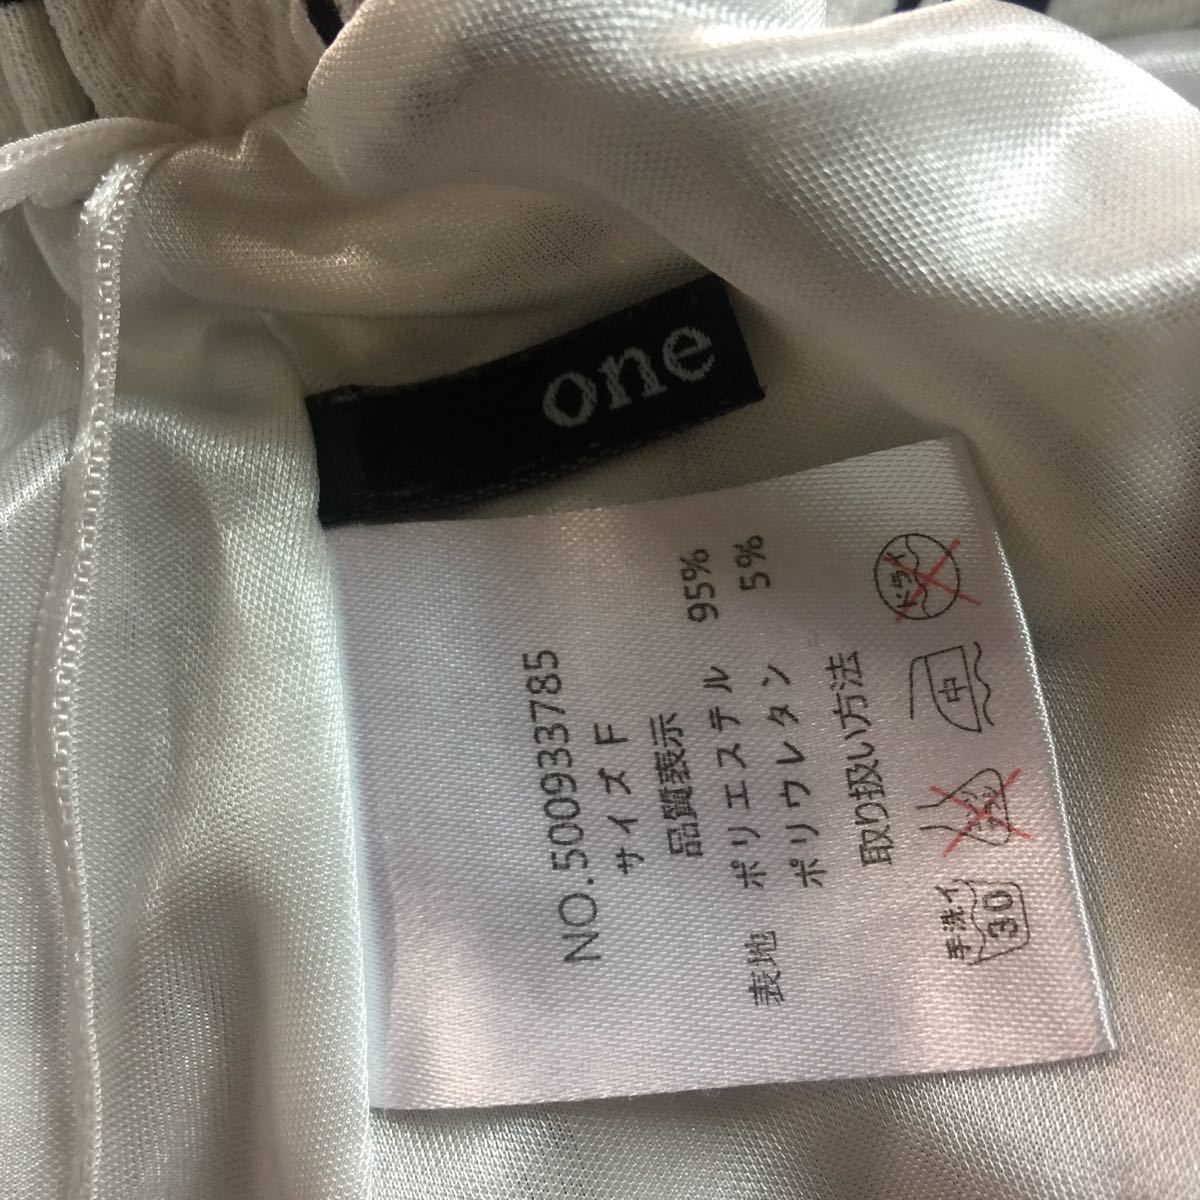 one
NO.500933785
サイズ F
品質表示
表地 ポリエステル 95%
ポリウレタン 5%
取り扱い方法
手洗イ 30 中 ドライ